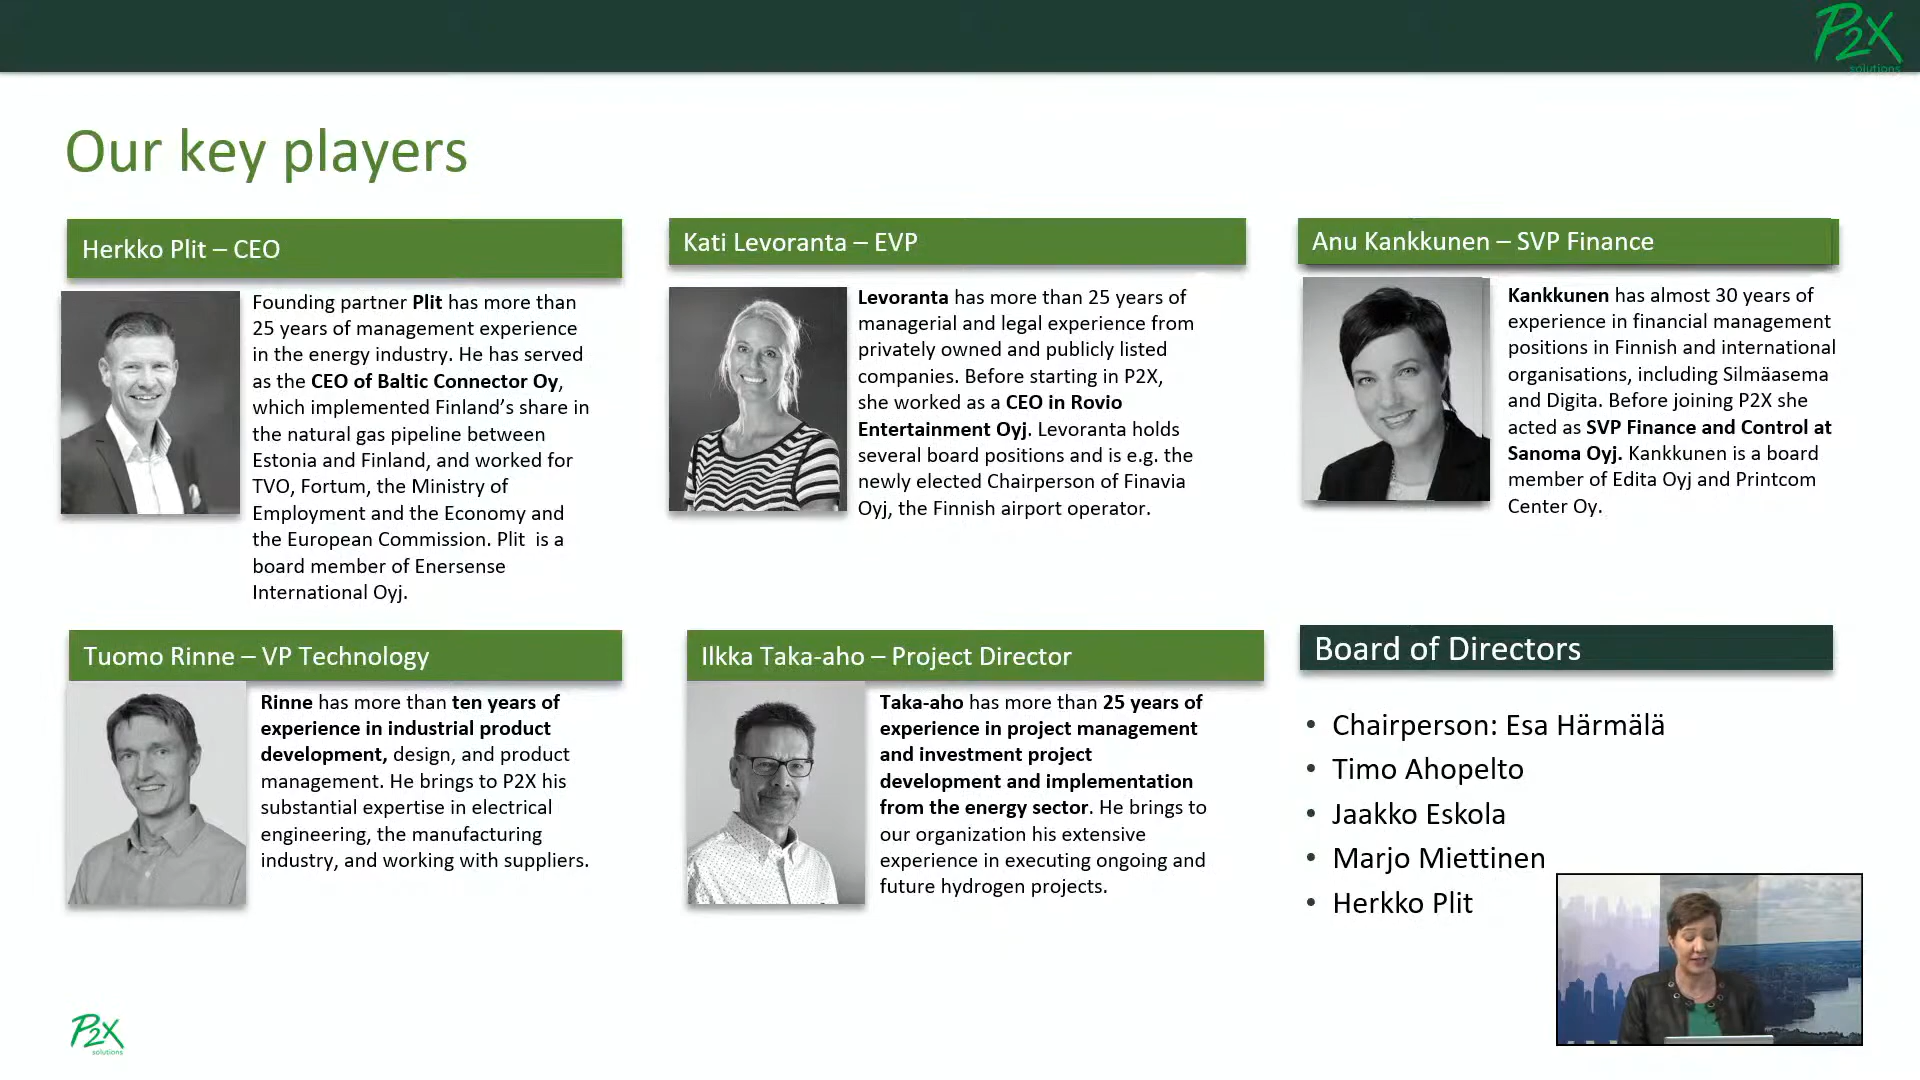 P2X
solutions
Our key players
Herkko Plit – CEO
Founding partner Plit has more than
25 years of management experience
in the energy industry. He has served
as the CEO of Baltic Connector Oy,
which implemented Finland’s share in
the natural gas pipeline between
Estonia and Finland, and worked for
TVO, Fortum, the Ministry of
Employment and the Economy and
the European Commission. Plit  is a
board member of Enersense
International Oyj.
Kati Levoranta – EVP
Levoranta has more than 25 years of
managerial and legal experience from
privately owned and publicly listed
companies. Before starting in P2X,
she worked as a CEO in Rovio
Entertainment Oyj. Levoranta holds
several board positions and is e.g. the
newly elected Chairperson of Finavia
Oyj, the Finnish airport operator.
Anu Kankkunen – SVP Finance
Kankkunen has almost 30 years of
experience in financial management
positions in Finnish and international
organisations, including Silmäasema
and Digita. Before joining P2X she
acted as SVP Finance and Control at
Sanoma Oyj. Kankkunen is a board
member of Edita Oyj and Printcom
Center Oy.
Tuomo Rinne – VP Technology
Rinne has more than ten years of
experience in industrial product
development, design, and product
management. He brings to P2X his
substantial expertise in electrical
engineering, the manufacturing
industry, and working with suppliers.
Ilkka Taka-aho – Project Director
Taka-aho has more than 25 years of
experience in project management
and investment project
development and implementation
from the energy sector. He brings to
our organization his extensive
experience in executing ongoing and
future hydrogen projects.
Board of Directors
• Chairperson: Esa Härmälä
• Timo Ahopelto
• Jaakko Eskola
• Marjo Miettinen
• Herkko Plit
P2X
solutions